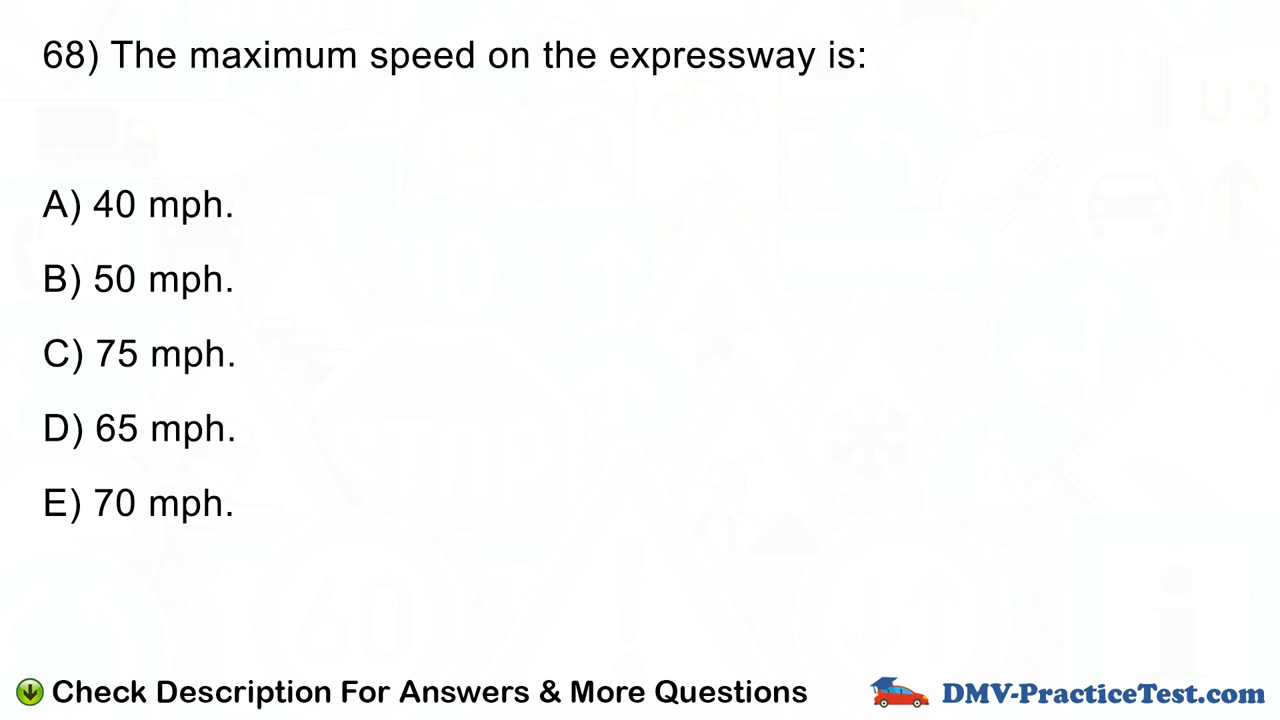 68) The maximum speed on the expressway is:
A) 40 mph.
B) 50 mph.
C) 75 mph.
D) 65 mph.
E) 70 mph.
Check Description For Answers & More Questions
DMV-PracticeTest.com